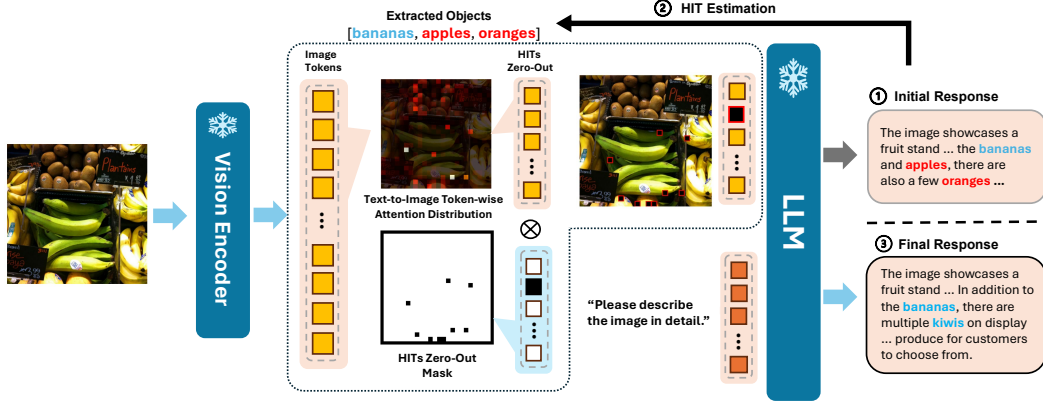 ② HIT Estimation
Extracted Objects
[bananas, apples, oranges]
Image
Tokens
HITs
Zero-Out
Plantains
Text-to-Image Token-wise
Attention Distribution
HITs Zero-Out
Mask
Vision Encoder
“Please describe
the image in detail.”
LLM
① Initial Response
The image showcases a
fruit stand ... the bananas
and apples, there are
also a few oranges ...
③ Final Response
The image showcases a
fruit stand ... In addition to
the bananas, there are
multiple kiwis on display
... produce for customers
to choose from.